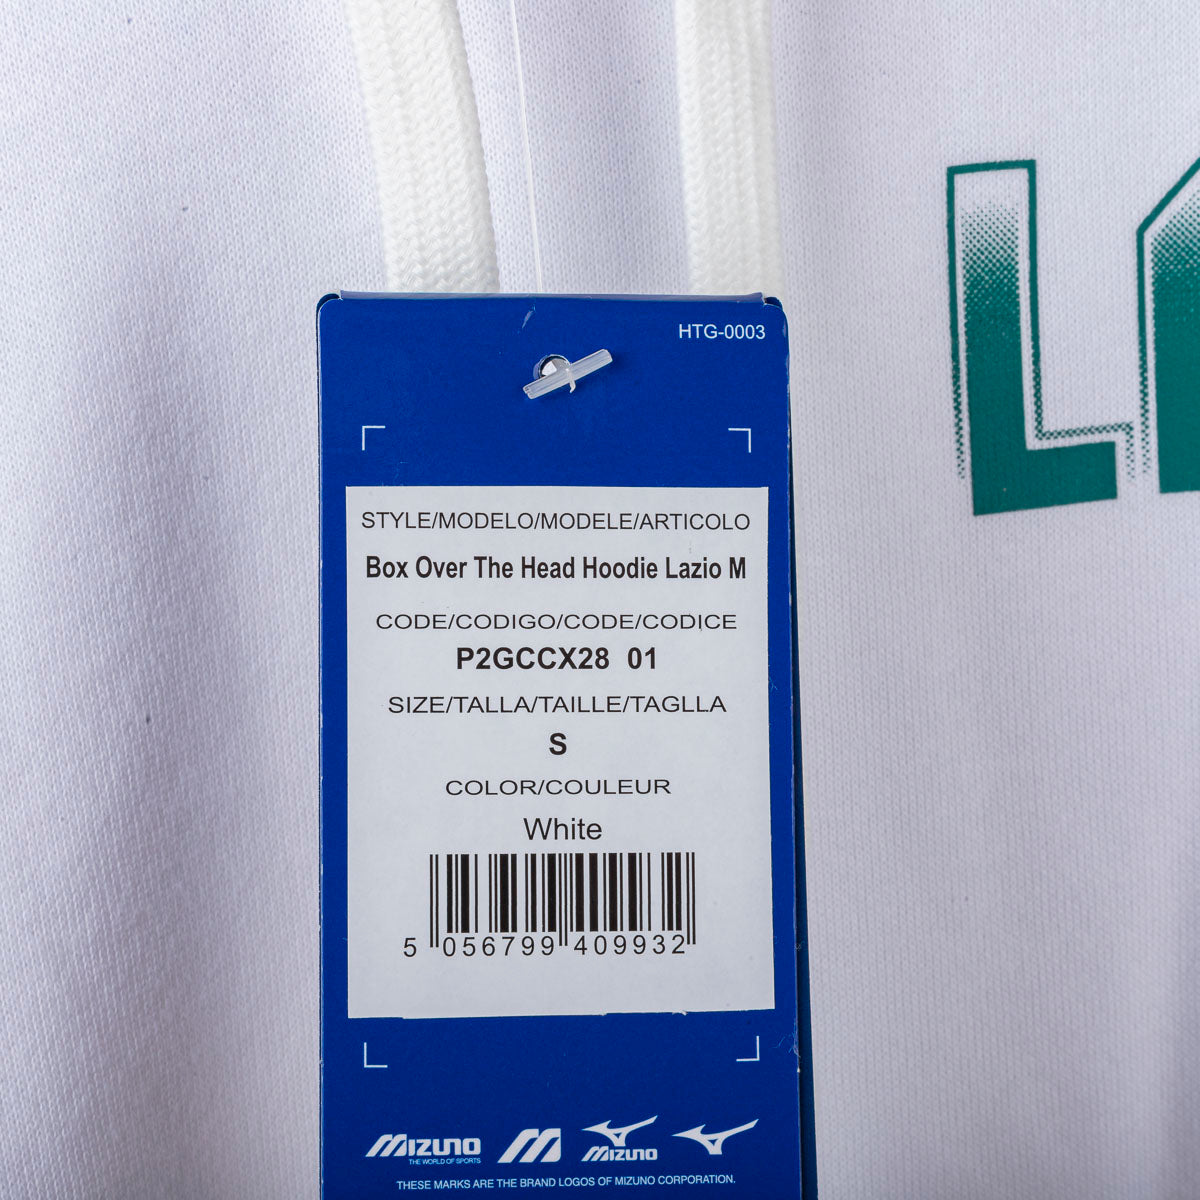 HTG-0003
STYLE/MODELO/MODELE/ARTICOLO
Box Over The Head Hoodie Lazio M
CODE/CODIGO/CODE/CODICE
P2GCCX28 01
SIZE/TALLA/TAILLE/TAGLLA
S
COLOR/COULEUR
White
5 056799 409932
MIZUNO
THE WORLD OF SPORTS
M
MIZUNO
THESE MARKS ARE THE BRAND LOGOS OF MIZUNO CORPORATION.
L